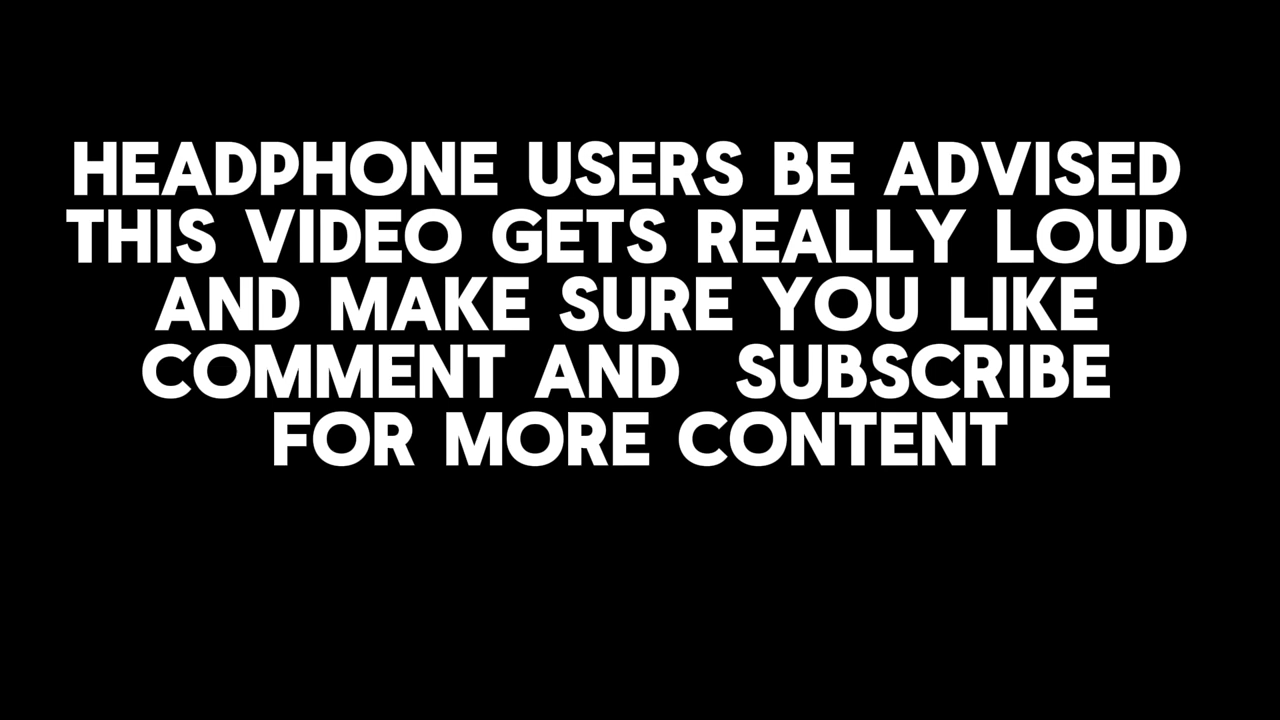 HEADPHONE USERS BE ADVISED
THIS VIDEO GETS REALLY LOUD
AND MAKE SURE YOU LIKE
COMMENT AND  SUBSCRIBE
FOR MORE CONTENT